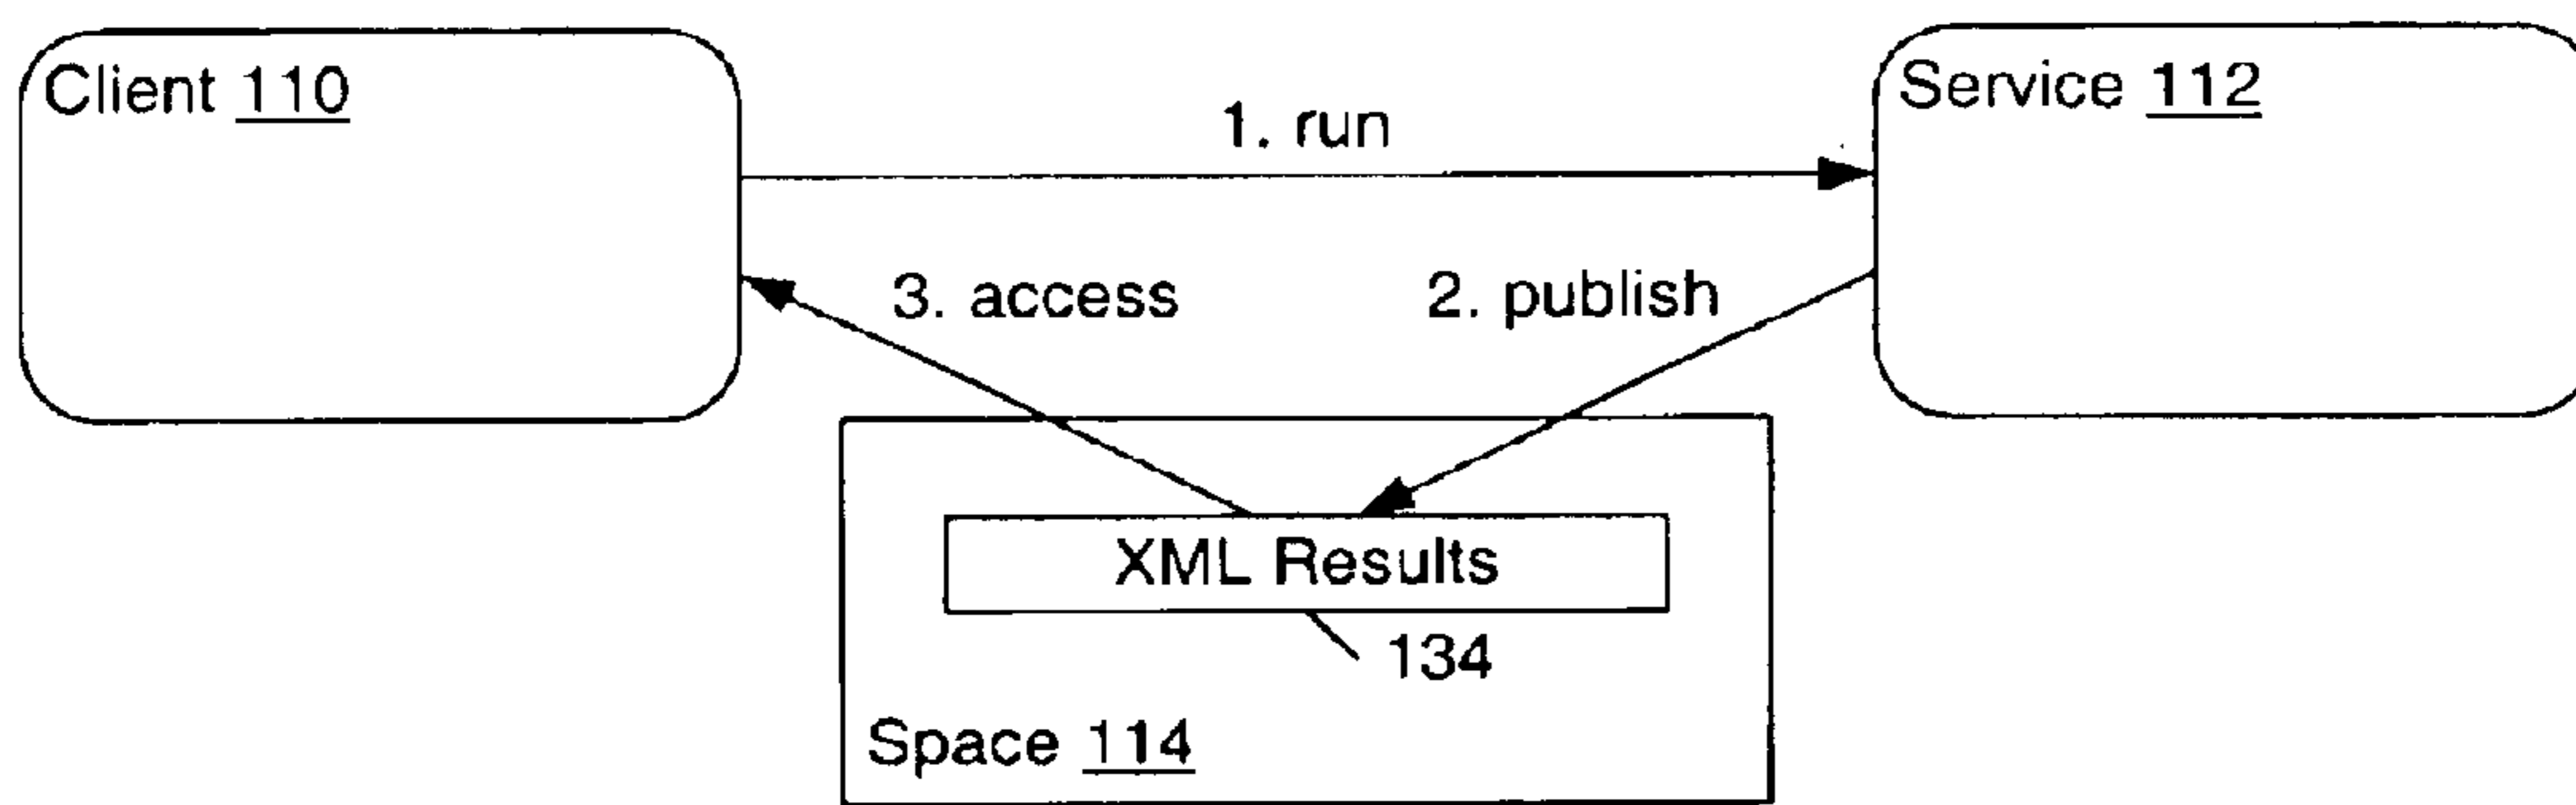 Client 110
Service 112
1. run
3. access
2. publish
XML Results
134
Space 114